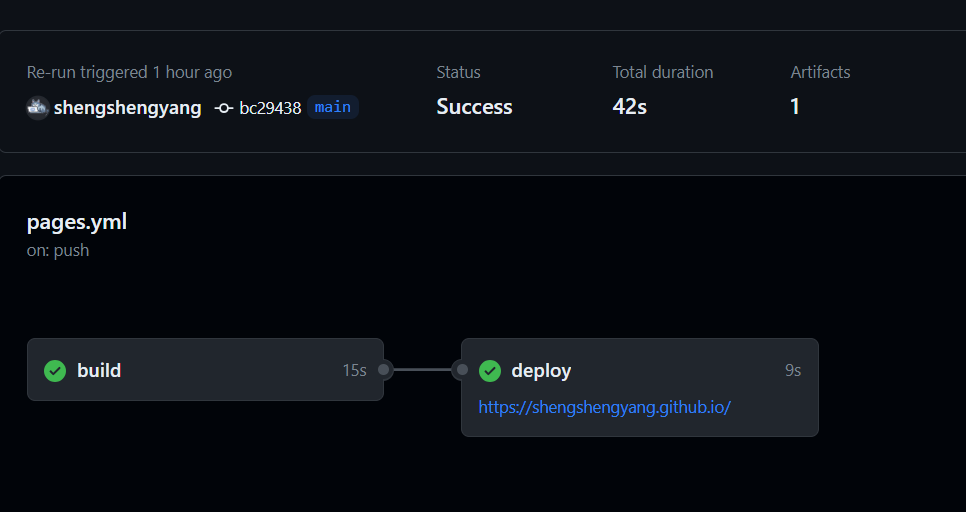 Re-run triggered 1 hour ago
shengshengyang bc29438 main
Status
Success
Total duration
42s
Artifacts
1
pages.yml
on: push
build 15s
deploy 9s
https://shengshengyang.github.io/